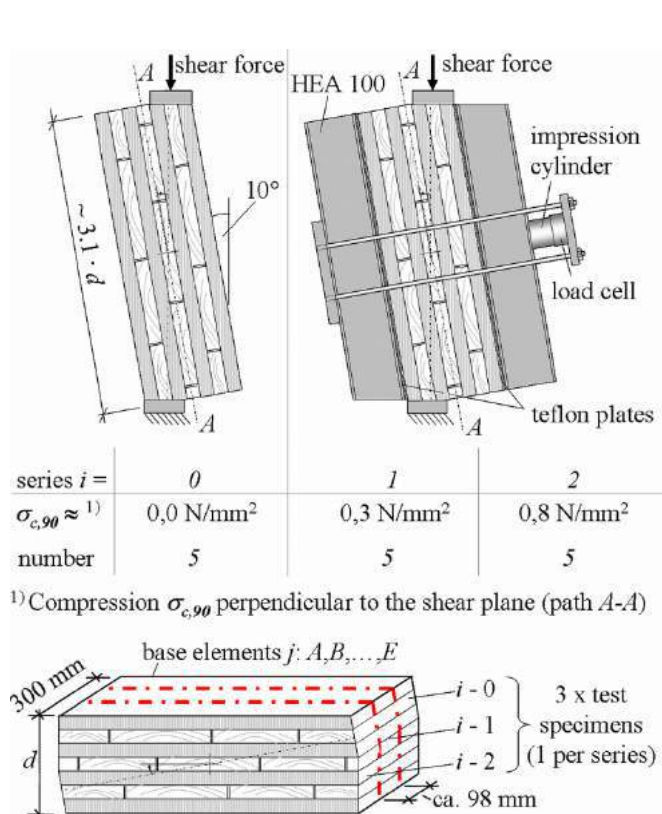 A
shear force
10°
~ 3.1 · d
A
HEA 100
A
shear force
impression
cylinder
load cell
teflon plates
A
series i = 0 1 2
σc,90 ≈ 1) 0,0 N/mm² 0,3 N/mm² 0,8 N/mm²
number 5 5 5
1) Compression σc,90 perpendicular to the shear plane (path A-A)
base elements j: A,B,...,E
300 mm
d
i - 0
i - 1
i - 2
3 x test
specimens
(1 per series)
ca. 98 mm